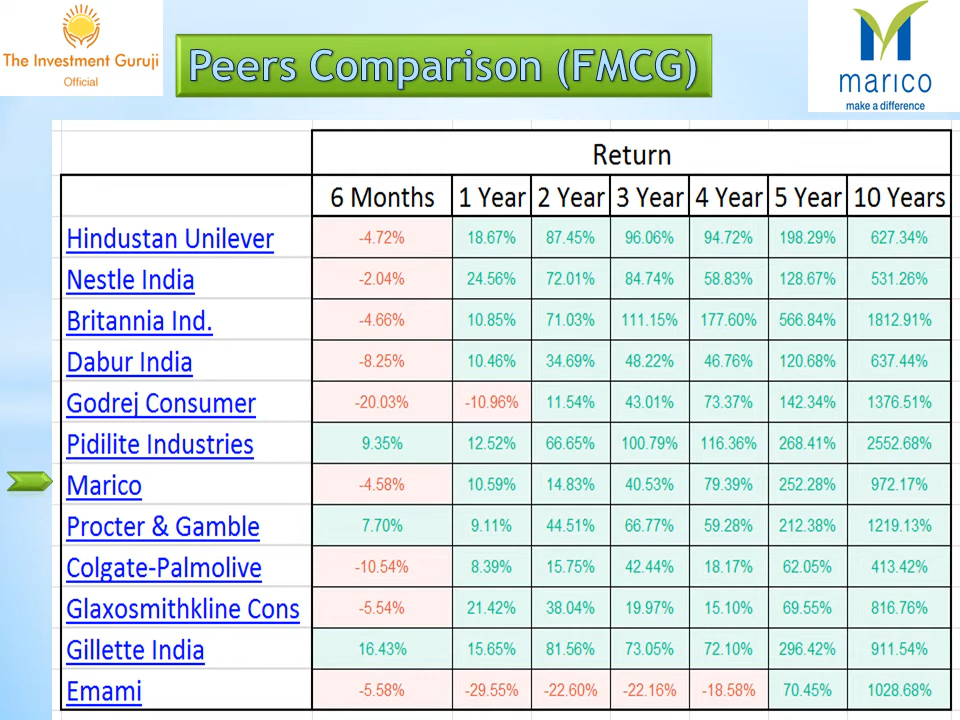 The Investment Guruji
Official
Peers Comparison (FMCG)
marico
make a difference
Return
6 Months 1 Year 2 Year 3 Year 4 Year 5 Year 10 Years
Hindustan Unilever -4.72% 18.67% 87.45% 96.06% 94.72% 198.29% 627.34%
Nestle India -2.04% 24.56% 72.01% 84.74% 58.83% 128.67% 531.26%
Britannia Ind. -4.66% 10.85% 71.03% 111.15% 177.60% 566.84% 1812.91%
Dabur India -8.25% 10.46% 34.69% 48.22% 46.76% 120.68% 637.44%
Godrej Consumer -20.03% -10.96% 11.54% 43.01% 73.37% 142.34% 1376.51%
Pidilite Industries 9.35% 12.52% 66.65% 100.79% 116.36% 268.41% 2552.68%
Marico -4.58% 10.59% 14.83% 40.53% 79.39% 252.28% 972.17%
Procter & Gamble 7.70% 9.11% 44.51% 66.77% 59.28% 212.38% 1219.13%
Colgate-Palmolive -10.54% 8.39% 15.75% 42.44% 18.17% 62.05% 413.42%
Glaxosmithkline Cons -5.54% 21.42% 38.04% 19.97% 15.10% 69.55% 816.76%
Gillette India 16.43% 15.65% 81.56% 73.05% 72.10% 296.42% 911.54%
Emami -5.58% -29.55% -22.60% -22.16% -18.58% 70.45% 1028.68%